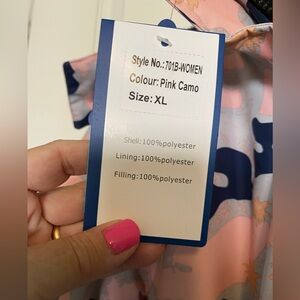 Style No.:701B-WOMEN
Colour: Pink Camo
Size: XL
Shell:100%polyester
Lining:100%polyester
Filling:100%polyester